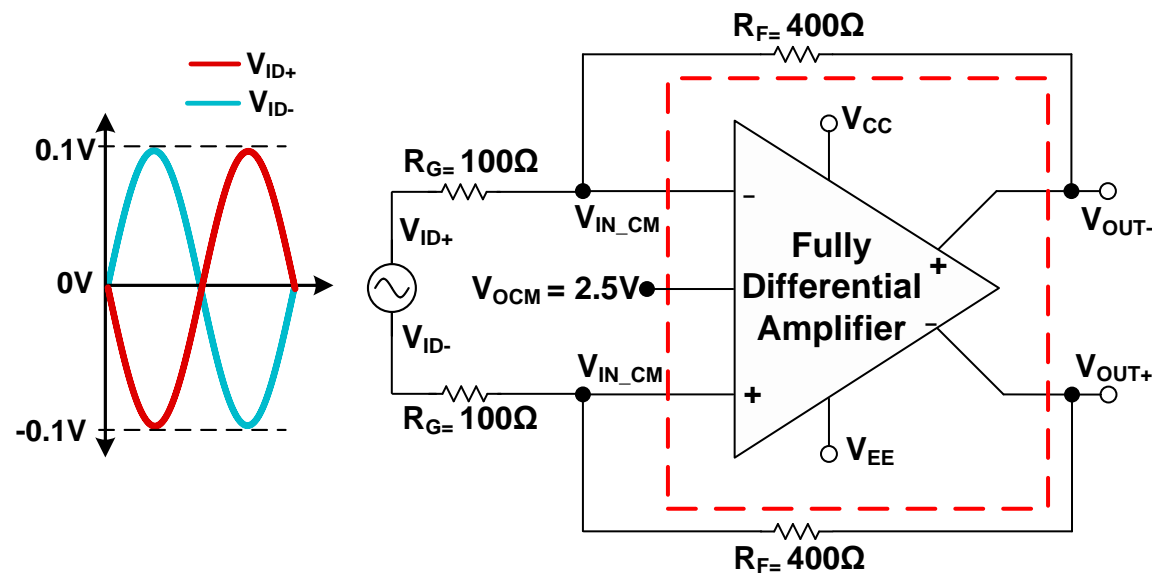 V_ID+
V_ID-
0.1V
0V
-0.1V
R_F= 400Ω
V_CC
R_G= 100Ω
V_IN_CM
V_OUT-
V_ID+
–
+
Fully
Differential
Amplifier
V_OCM = 2.5V
V_ID-
–
V_IN_CM
V_OUT+
+
R_G= 100Ω
V_EE
R_F= 400Ω